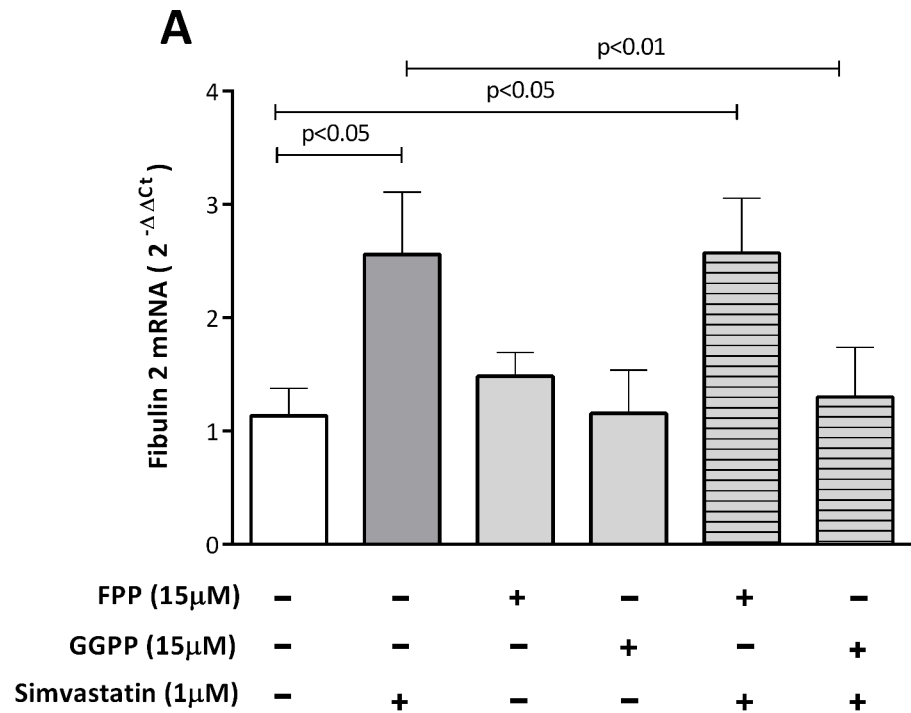 A
p<0.01
p<0.05
p<0.05
Fibulin 2 mRNA ( 2 -Δ ΔCt )
4
3
2
1
0
FPP (15μM) – – + – + –
GGPP (15μM) – – – + – +
Simvastatin (1μM) – + – – + +